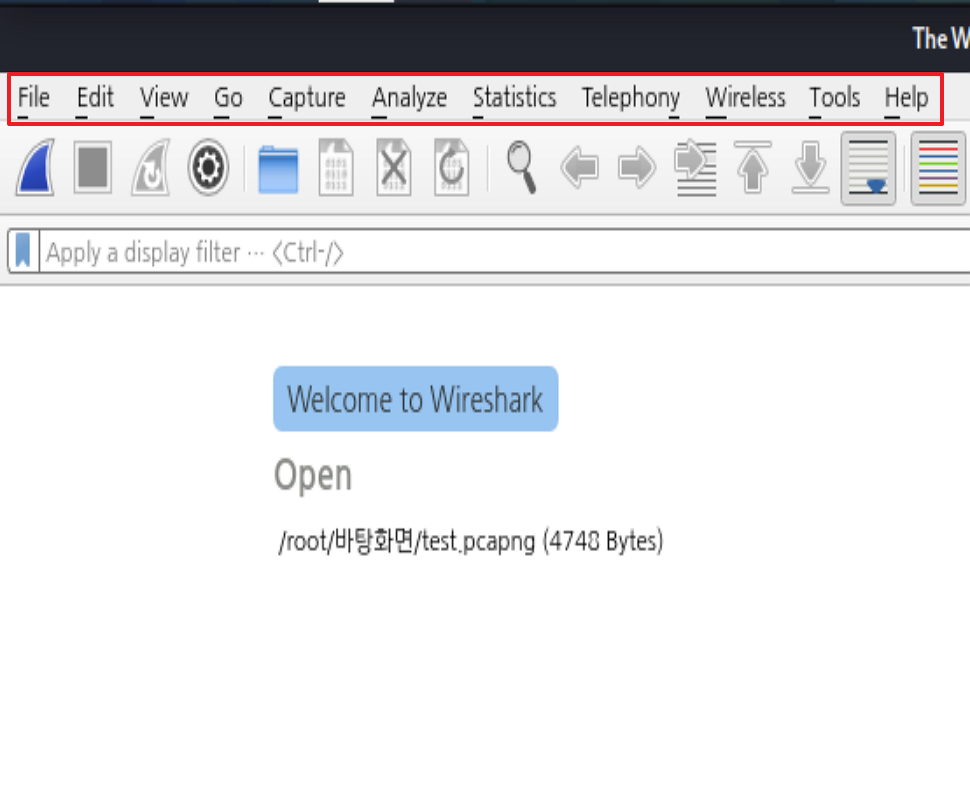 The W
File Edit View Go Capture Analyze Statistics Telephony Wireless Tools Help
Apply a display filter ··· <Ctrl-/>
Welcome to Wireshark
Open
/root/바탕화면/test.pcapng (4748 Bytes)